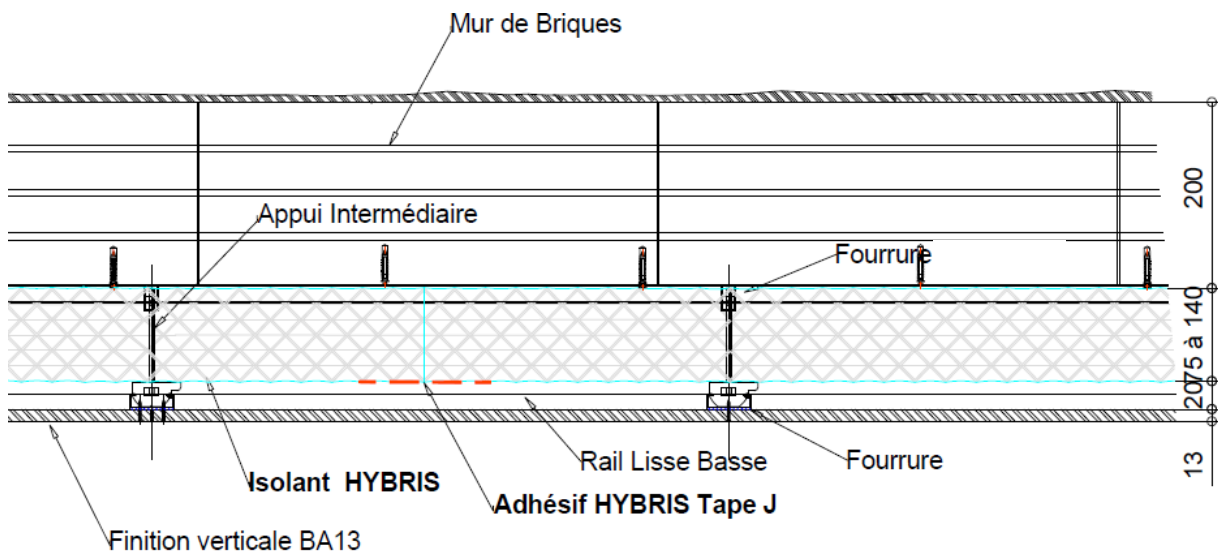 Mur de Briques
200
Appui Intermédiaire
Fourrure
75 à 140
20
Rail Lisse Basse
Fourrure
13
Isolant HYBRIS
Adhésif HYBRIS Tape J
Finition verticale BA13